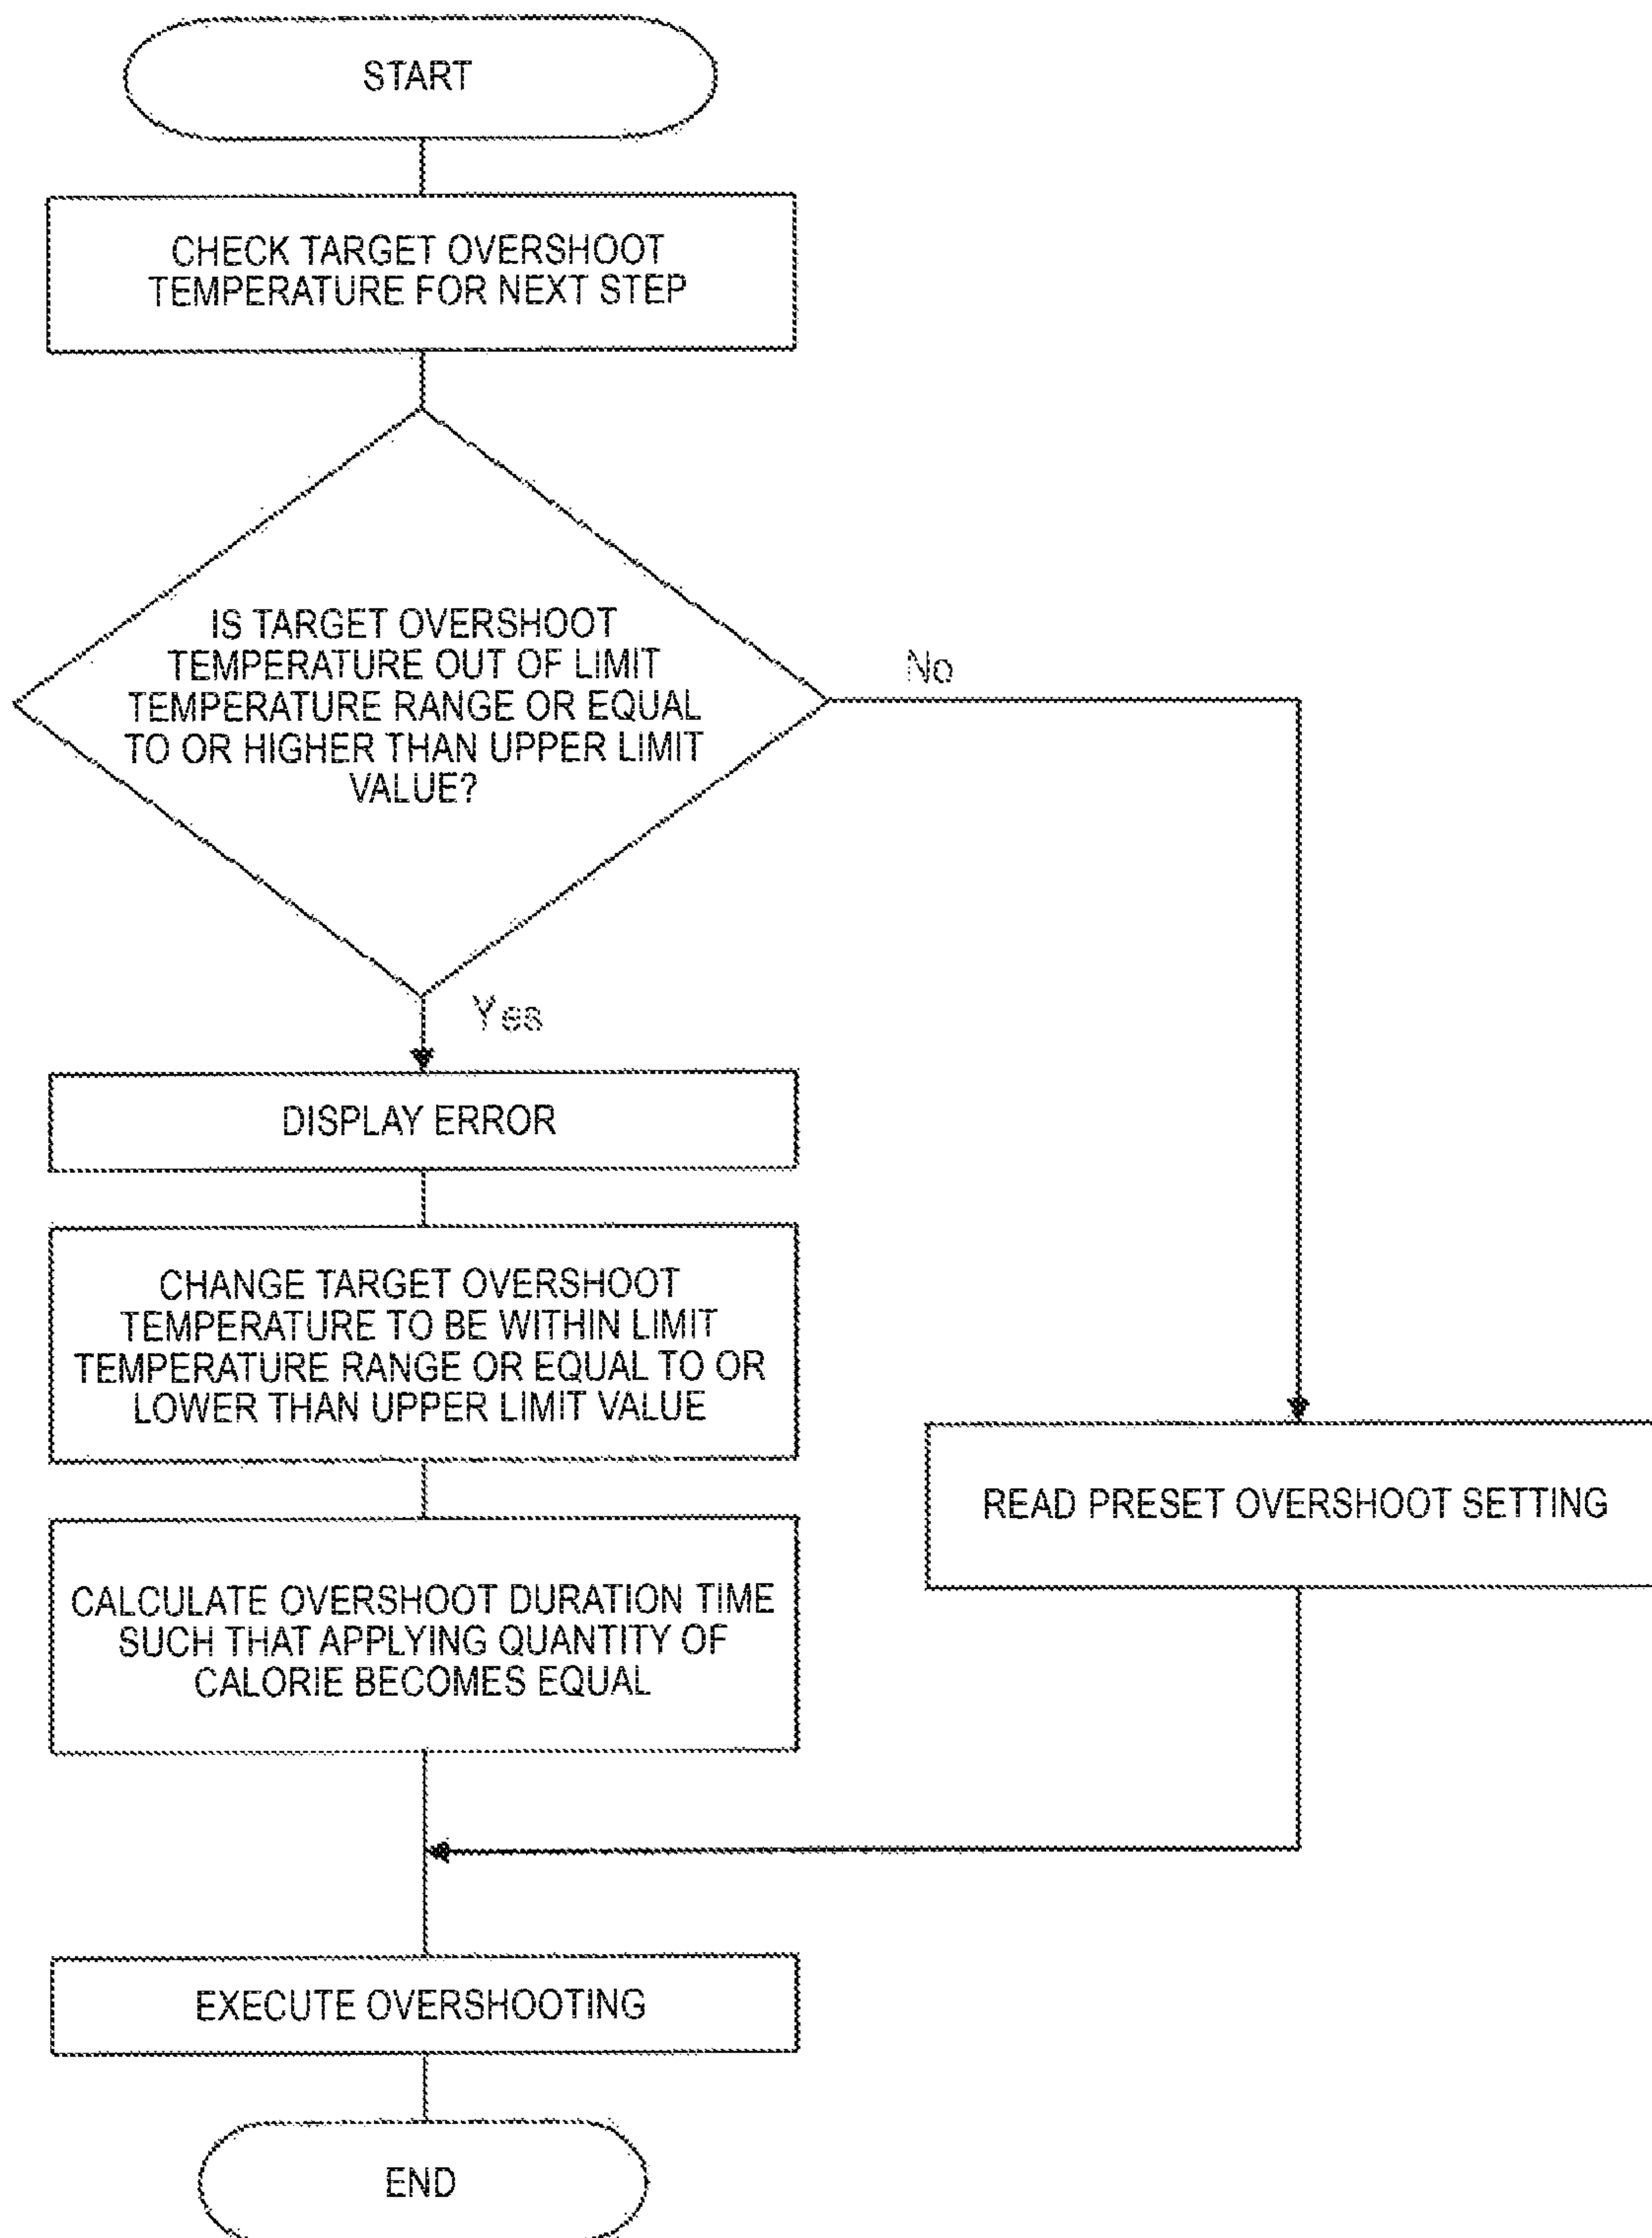 START
CHECK TARGET OVERSHOOT
TEMPERATURE FOR NEXT STEP
IS TARGET OVERSHOOT
TEMPERATURE OUT OF LIMIT
TEMPERATURE RANGE OR EQUAL
TO OR HIGHER THAN UPPER LIMIT
VALUE?
No
Yes
DISPLAY ERROR
CHANGE TARGET OVERSHOOT
TEMPERATURE TO BE WITHIN LIMIT
TEMPERATURE RANGE OR EQUAL TO OR
LOWER THAN UPPER LIMIT VALUE
READ PRESET OVERSHOOT SETTING
CALCULATE OVERSHOOT DURATION TIME
SUCH THAT APPLYING QUANTITY OF
CALORIE BECOMES EQUAL
EXECUTE OVERSHOOTING
END